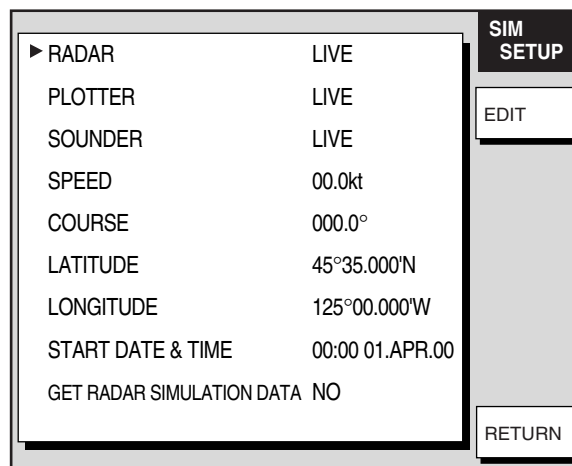 SIM
SETUP
RADAR LIVE
PLOTTER LIVE
SOUNDER LIVE
SPEED 00.0kt
COURSE 000.0°
LATITUDE 45°35.000'N
LONGITUDE 125°00.000'W
START DATE & TIME 00:00 01.APR.00
GET RADAR SIMULATION DATA NO
EDIT
RETURN